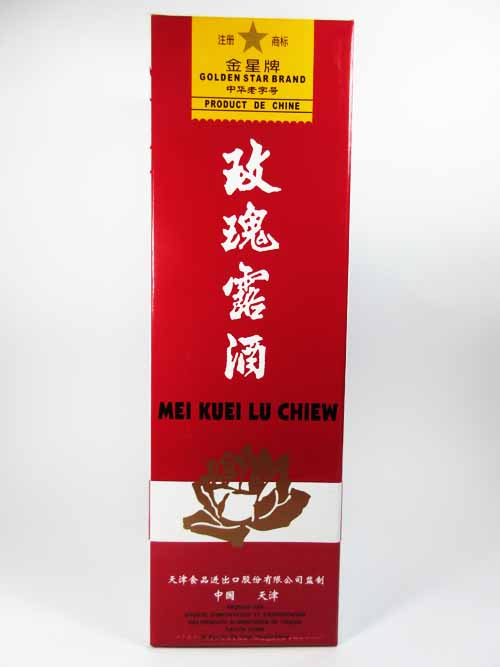 注册 商标
金星牌
GOLDEN STAR BRAND
中华老字号
PRODUCT DE CHINE
玫瑰露酒
MEI KUEI LU CHIEW
天津食品进出口股份有限公司监制
中国 天津